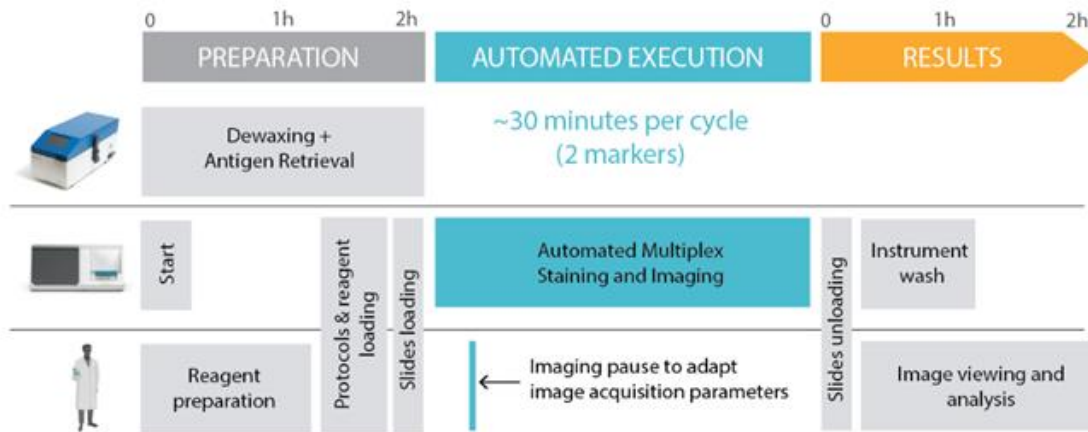 0 1h 2h 0 1h 2h
PREPARATION AUTOMATED EXECUTION RESULTS
Dewaxing +
Antigen Retrieval
~30 minutes per cycle
(2 markers)
Start
Protocols & reagent
loading
Slides loading
Automated Multiplex
Staining and Imaging
Slides unloading
Instrument
wash
Reagent
preparation
Imaging pause to adapt
image acquisition parameters
Image viewing and
analysis